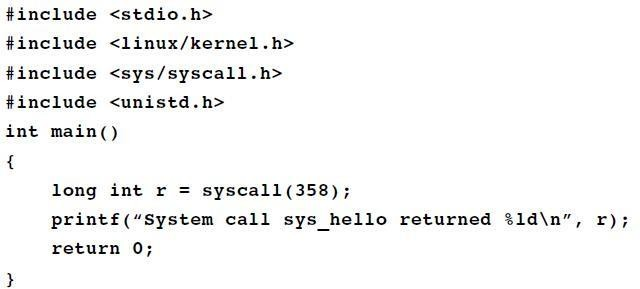 #include <stdio.h>
#include <linux/kernel.h>
#include <sys/syscall.h>
#include <unistd.h>
int main()
{
    long int r = syscall(358);
    printf(“System call sys_hello returned %ld\n”, r);
    return 0;
}